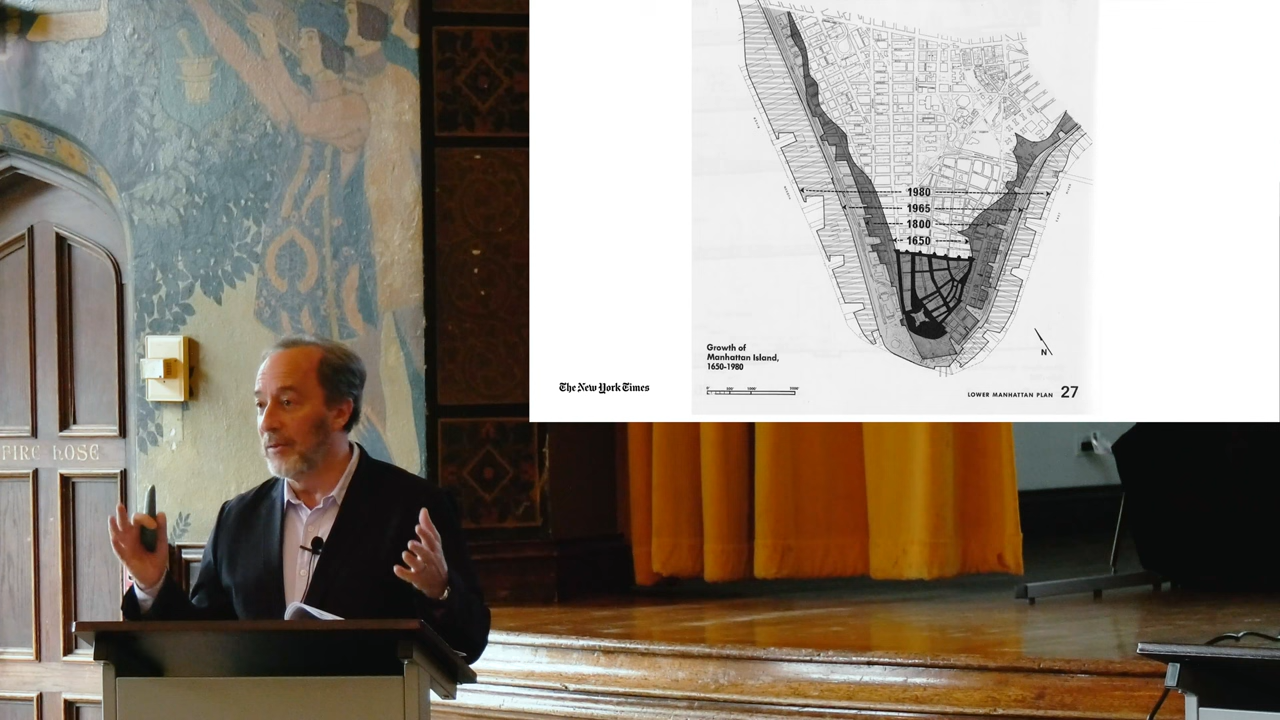 FIRE HOSE
1980
1965
1800
1650
Growth of
Manhattan Island,
1650-1980
The New York Times
LOWER MANHATTAN PLAN 27
N